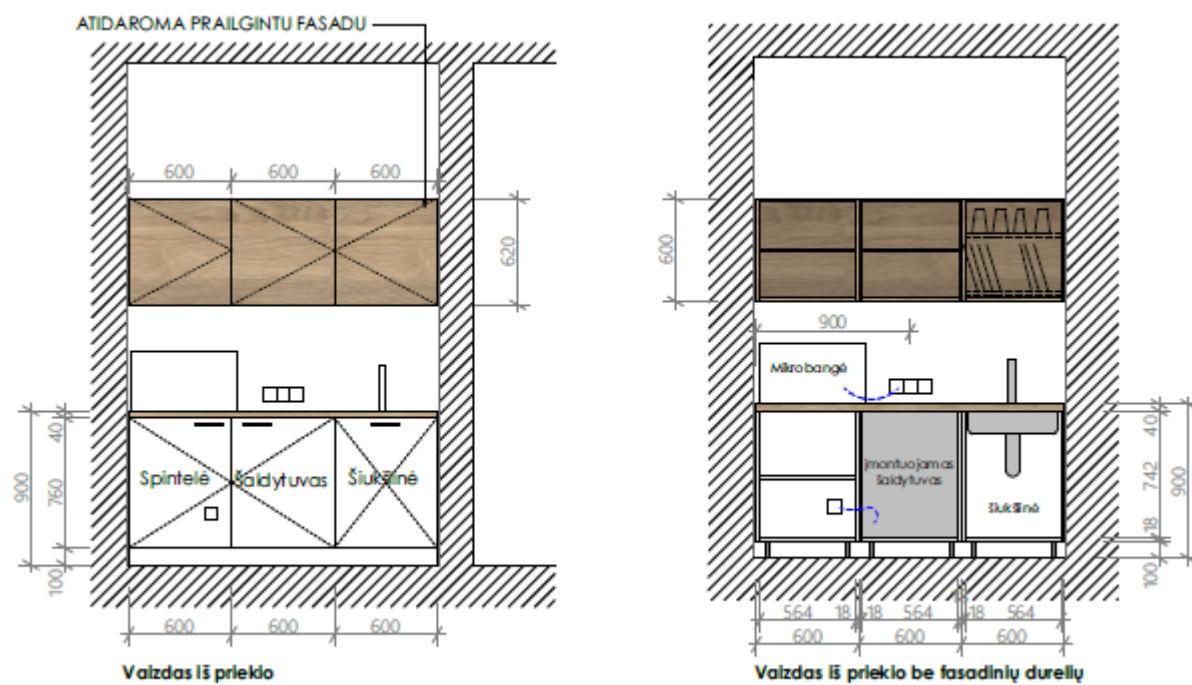 ATIDAROMA PRAILGINTU FASADU
600 600 600
620
900
40
760
100
Spintelė Šaldytuvas Šiukšlinė
600 600 600
Vaizdas iš priekio
600
900
Mikrobangė
Įmontuojamas
šaldytuvas
šiukšlinė
40
742
18
100
900
564 18 18 564 18 564
600 600 600
Vaizdas iš priekio be fasadinių durelių